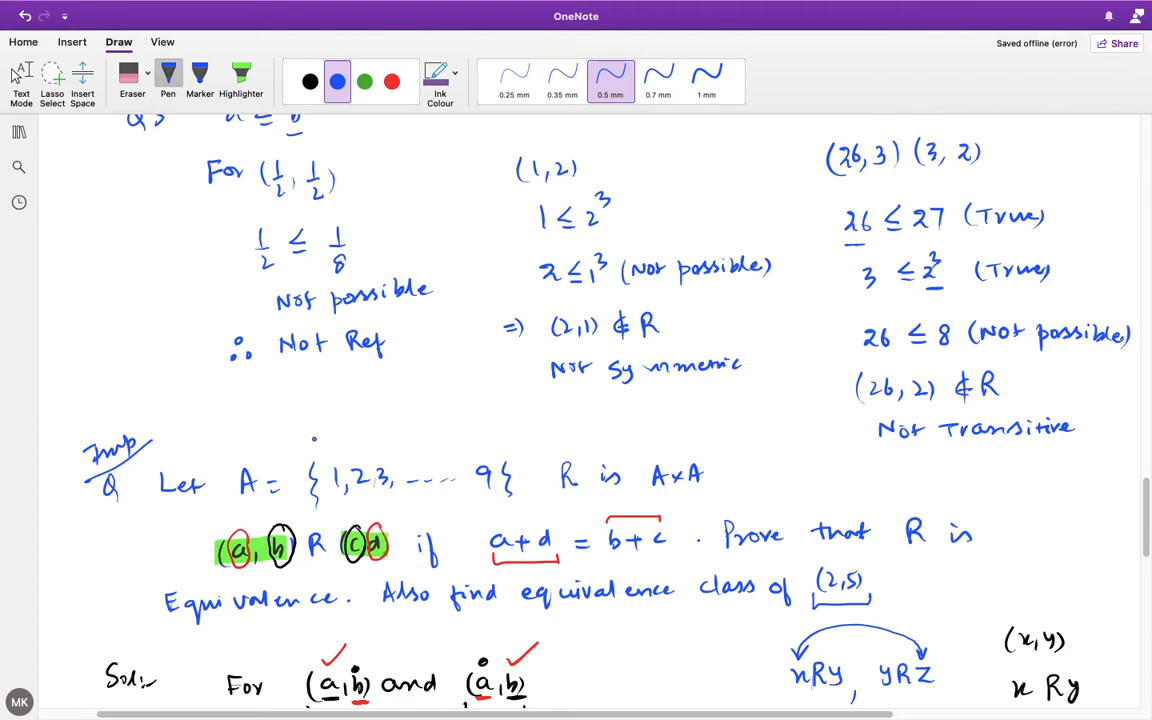 OneNote
Home Insert Draw View
Saved offline (error) Share
Text Mode
Lasso Select
Insert Space
Eraser
Pen
Marker
Highlighter
Ink Colour
0.25 mm 0.35 mm 0.5 mm 0.7 mm 1 mm
For (1/2, 1/2)
1/2 ≤ 1/8
Not possible
∴ Not Ref
(1,2)
1 ≤ 2³
2 ≤ 1³ (Not possible)
=) (2,1) ∉ R
Not Symmetric
(26,3) (3, 2)
26 ≤ 27 (True)
3 ≤ 2³ (True)
26 ≤ 8 (Not possible)
(26, 2) ∉ R
Not Transitive
Imp
Q Let A = {1,2,3, ...... 9} R is A×A
(a, b) R (c d) if a+d = b+c . Prove that R is
Equivalence. Also find equivalence class of (2,5)
xRy , yRZ
(x,y)
x Ry
Sol:- For (a,b) and (a,b)
MK